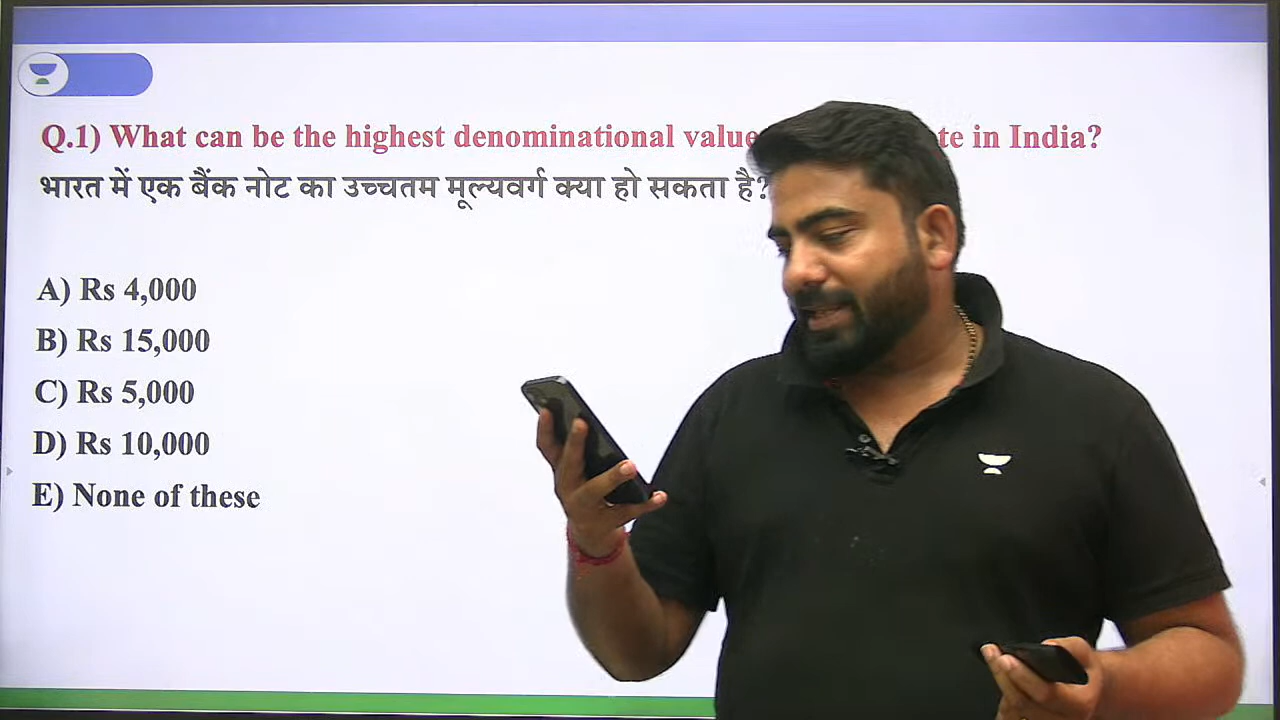 Q.1) What can be the highest denominational value in India?
भारत में एक बैंक नोट का उच्चतम मूल्यवर्ग क्या हो सकता है?
A) Rs 4,000
B) Rs 15,000
C) Rs 5,000
D) Rs 10,000
E) None of these